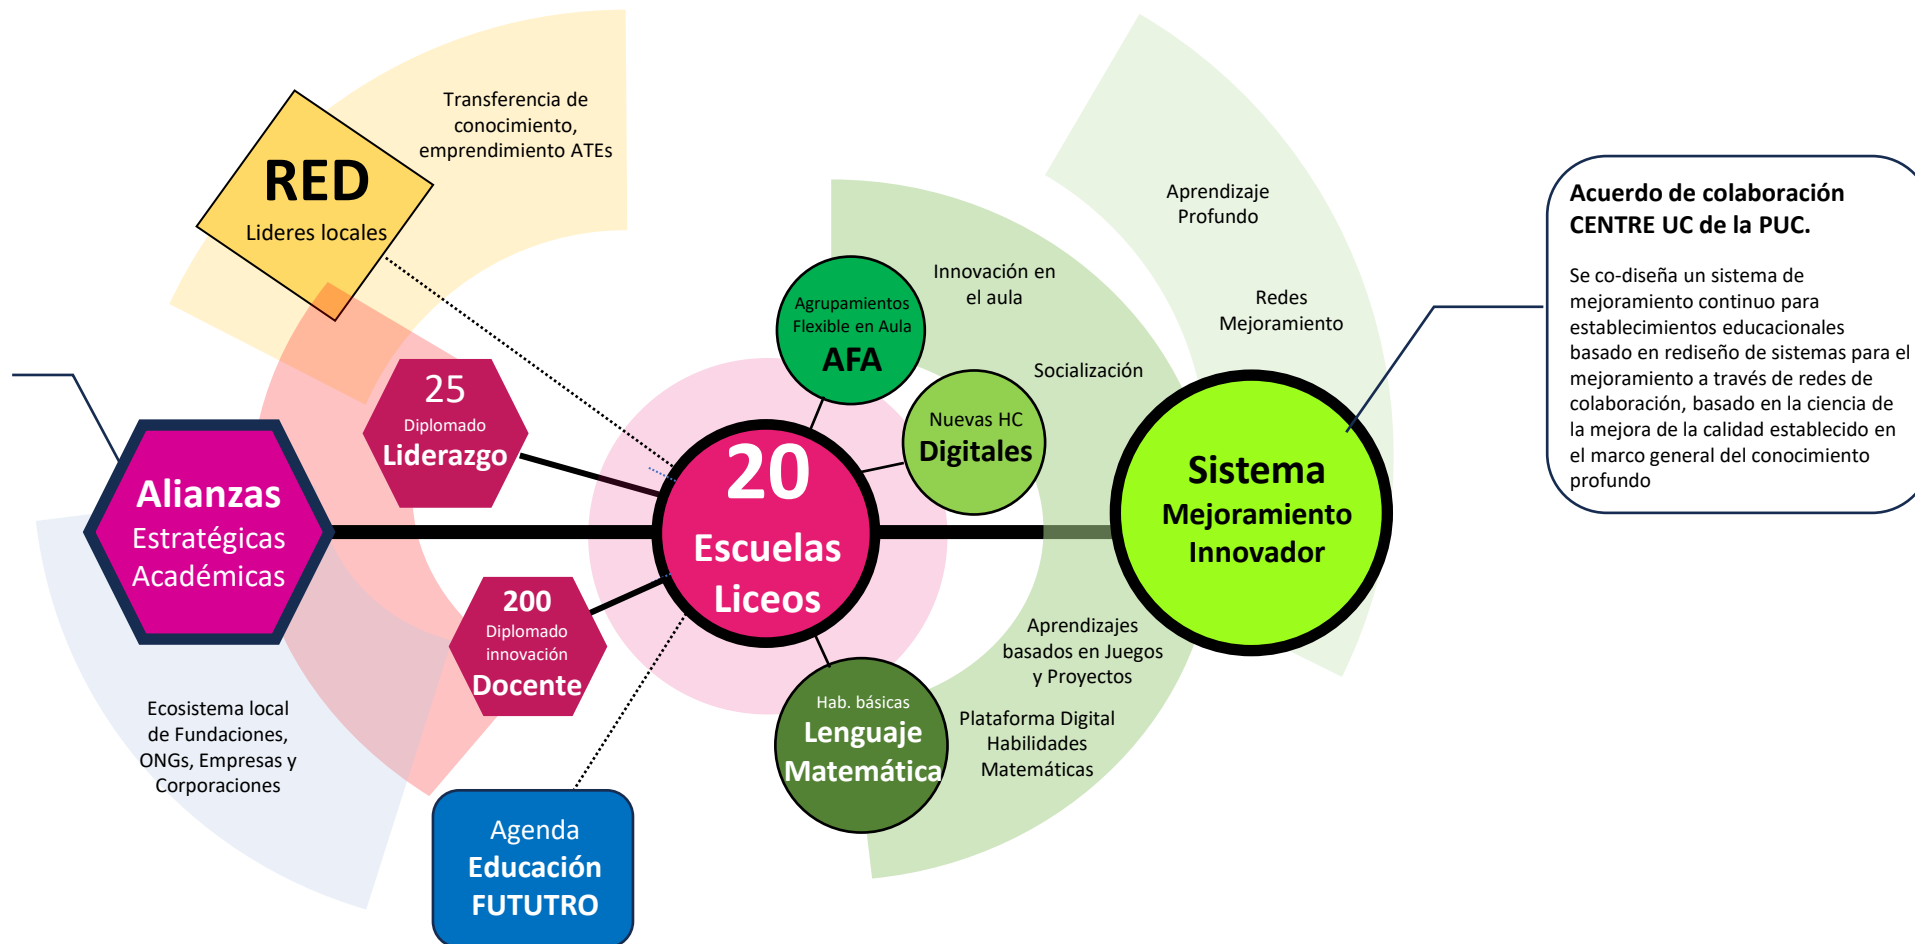 RED
Lideres locales
Transferencia de
conocimiento,
emprendimiento ATEs
25
Diplomado
Liderazgo
Alianzas
Estratégicas
Académicas
200
Diplomado
innovación
Docente
Ecosistema local
de Fundaciones,
ONGs, Empresas y
Corporaciones
Agenda
Educación
FUTUTRO
20
Escuelas
Liceos
Agrupamientos
Flexible en Aula
AFA
Nuevas HC
Digitales
Hab. básicas
Lenguaje
Matemática
Innovación en
el aula
Socialización
Aprendizajes
basados en Juegos
y Proyectos
Plataforma Digital
Habilidades
Matemáticas
Aprendizaje
Profundo
Redes
Mejoramiento
Sistema
Mejoramiento
Innovador
Acuerdo de colaboración
CENTRE UC de la PUC.
Se co-diseña un sistema de
mejoramiento continuo para
establecimientos educacionales
basado en rediseño de sistemas para el
mejoramiento a través de redes de
colaboración, basado en la ciencia de
la mejora de la calidad establecido en
el marco general del conocimiento
profundo